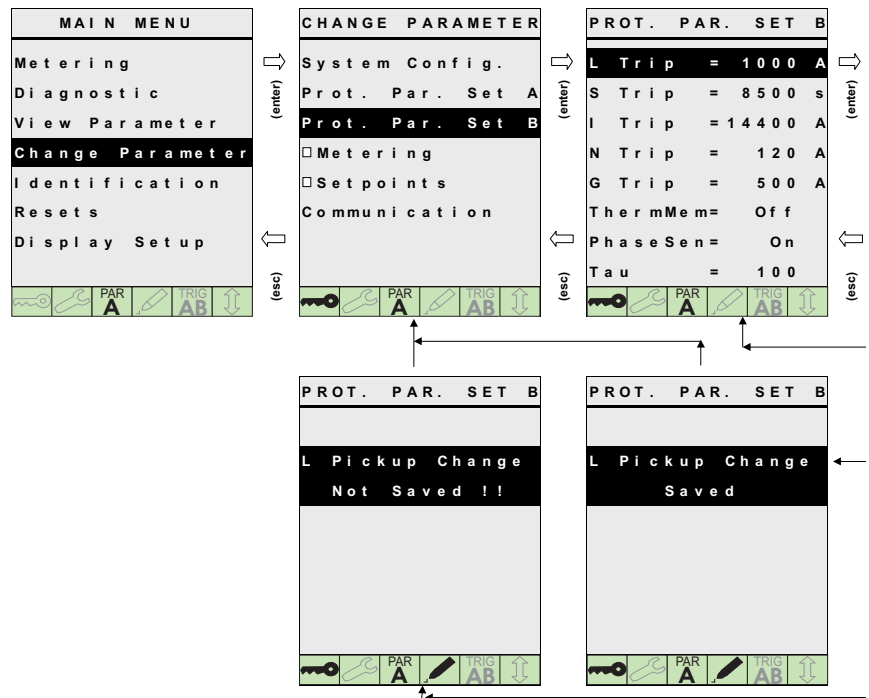 MAIN MENU
Metering
Diagnostic
View Parameter
Change Parameter
Identification
Resets
Display Setup
PAR A
TRIG AB
(enter)
(esc)
CHANGE PARAMETER
System Config.
Prot. Par. Set A
Prot. Par. Set B
Metering
Setpoints
Communication
PAR A
TRIG AB
(enter)
(esc)
PROT. PAR. SET B
L Trip = 1000 A
S Trip = 8500 s
I Trip =14400 A
N Trip = 120 A
G Trip = 500 A
ThermMem= Off
PhaseSen= On
Tau = 100
PAR A
TRIG AB
(enter)
(esc)
PROT. PAR. SET B
L Pickup Change
Not Saved !!
PAR A
TRIG AB
PROT. PAR. SET B
L Pickup Change
Saved
PAR A
TRIG AB